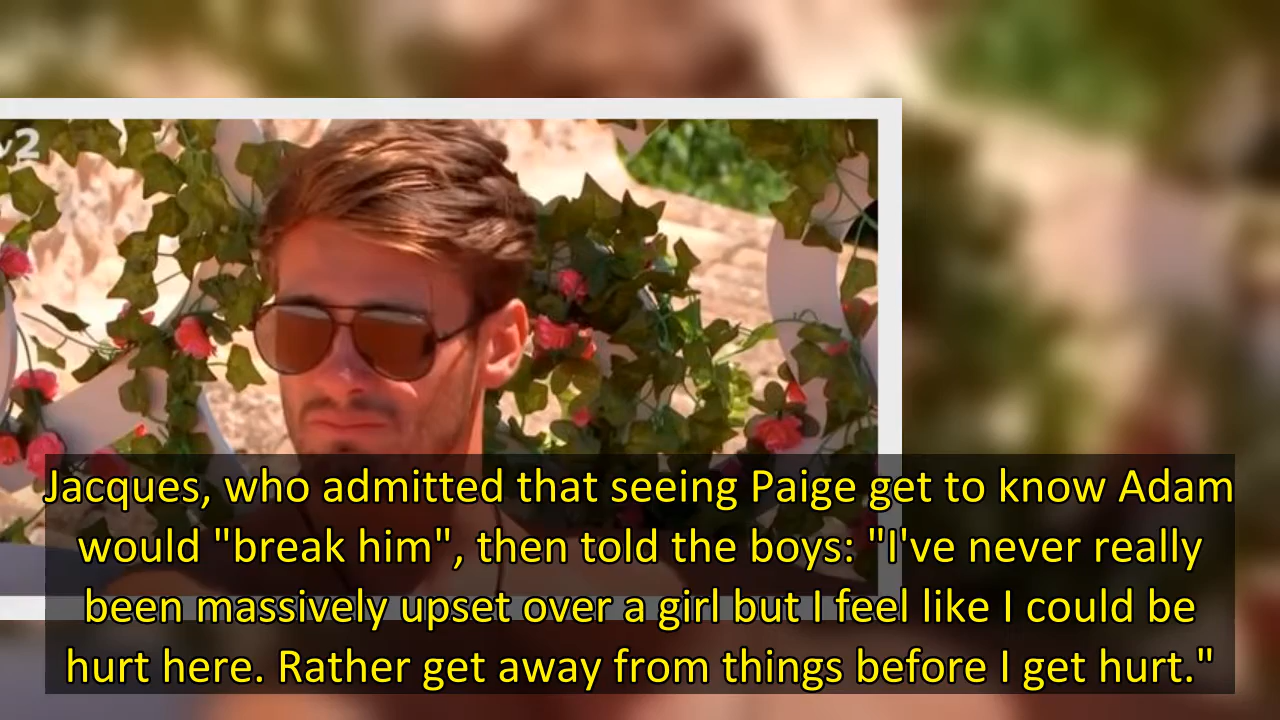 v2
Jacques, who admitted that seeing Paige get to know Adam
would "break him", then told the boys: "I've never really
been massively upset over a girl but I feel like I could be
hurt here. Rather get away from things before I get hurt."